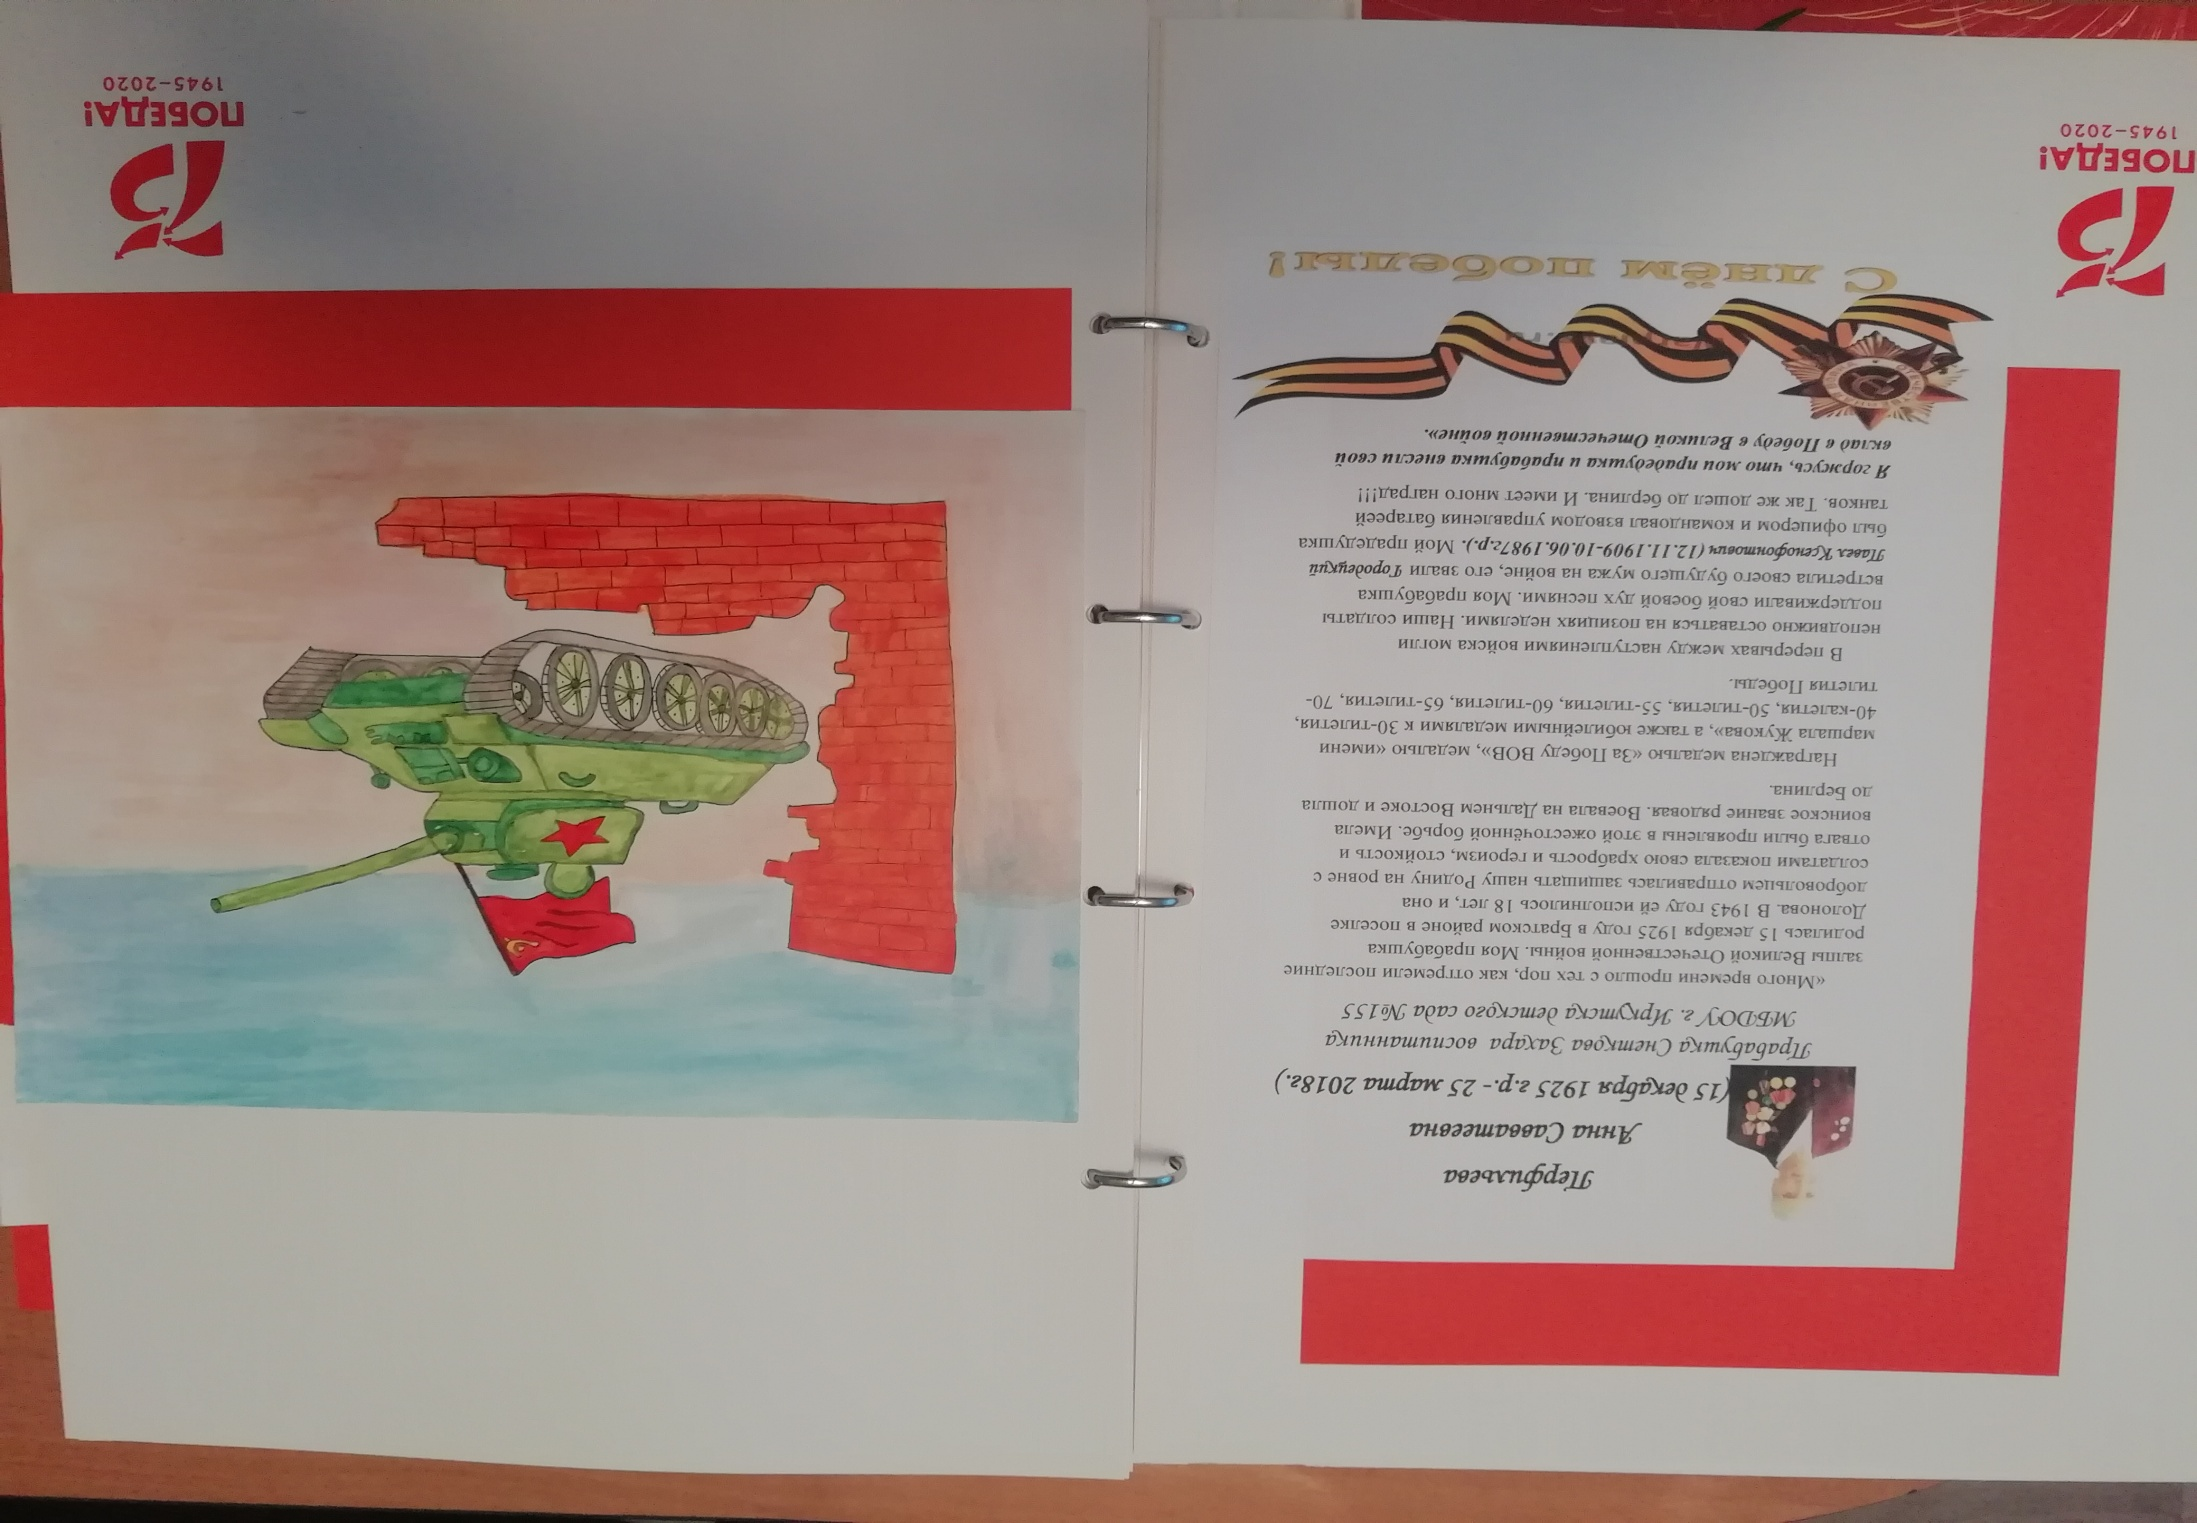 Перфильева
Анна Савватеевна
(15 декабря 1925 г.р.- 25 марта 2018г.)
Прабабушка Снеткова Захара воспитанника
МБДОУ г. Иркутска детского сада №155
«Много времени прошло с тех пор, как отгремели последние
залпы Великой Отечественной войны. Моя прабабушка
родилась 15 декабря 1925 году в Братском районе в поселке
Долонова. В 1943 году ей исполнилось 18 лет, и она
добровольцем отправилась защищать нашу Родину на ровне с
солдатами показала свою храбрость и героизм, стойкость и
отвага были проявлены в этой ожесточённой борьбе. Имела
воинское звание рядовая. Воевала на Дальнем Востоке и дошла
до Берлина.
Награждена медалью «За Победу ВОВ», медалью «имени
маршала Жукова», а также юбилейными медалями к 30-тилетия,
40-калетия, 50-тилетия, 55-тилетия, 60-тилетия, 65-тилетия, 70-
тилетия Победы.
В перерывах между наступлениями войска могли
неподвижно оставаться на позициях неделями. Наши солдаты
поддерживали свой боевой дух песнями. Моя прабабушка
встретила своего будущего мужа на войне, его звали Городецкий
Павел Ксенофонтович (12.11.1909-10.06.1987г.р.). Мой прадедушка
был офицером и командовал взводом управления батареей
танков. Так же дошел до берлина. И имеет много наград!!!
Я горжусь, что мои прадедушка и прабабушка внесли свой
вклад в Победу в Великой Отечественной войне».
С днём победы!
75
ПОБЕДА!
1945-2020
75
ПОБЕДА!
1945-2020